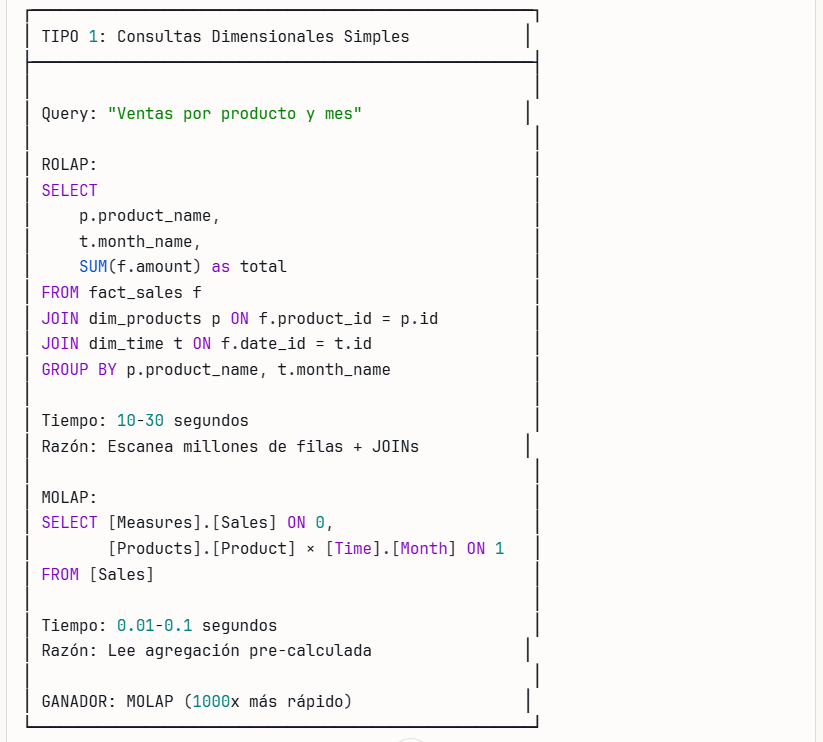 TIPO 1: Consultas Dimensionales Simples
Query: "Ventas por producto y mes"
ROLAP:
SELECT
    p.product_name,
    t.month_name,
    SUM(f.amount) as total
FROM fact_sales f
JOIN dim_products p ON f.product_id = p.id
JOIN dim_time t ON f.date_id = t.id
GROUP BY p.product_name, t.month_name
Tiempo: 10-30 segundos
Razón: Escanea millones de filas + JOINs
MOLAP:
SELECT [Measures].[Sales] ON 0,
       [Products].[Product] × [Time].[Month] ON 1
FROM [Sales]
Tiempo: 0.01-0.1 segundos
Razón: Lee agregación pre-calculada
GANADOR: MOLAP (1000x más rápido)